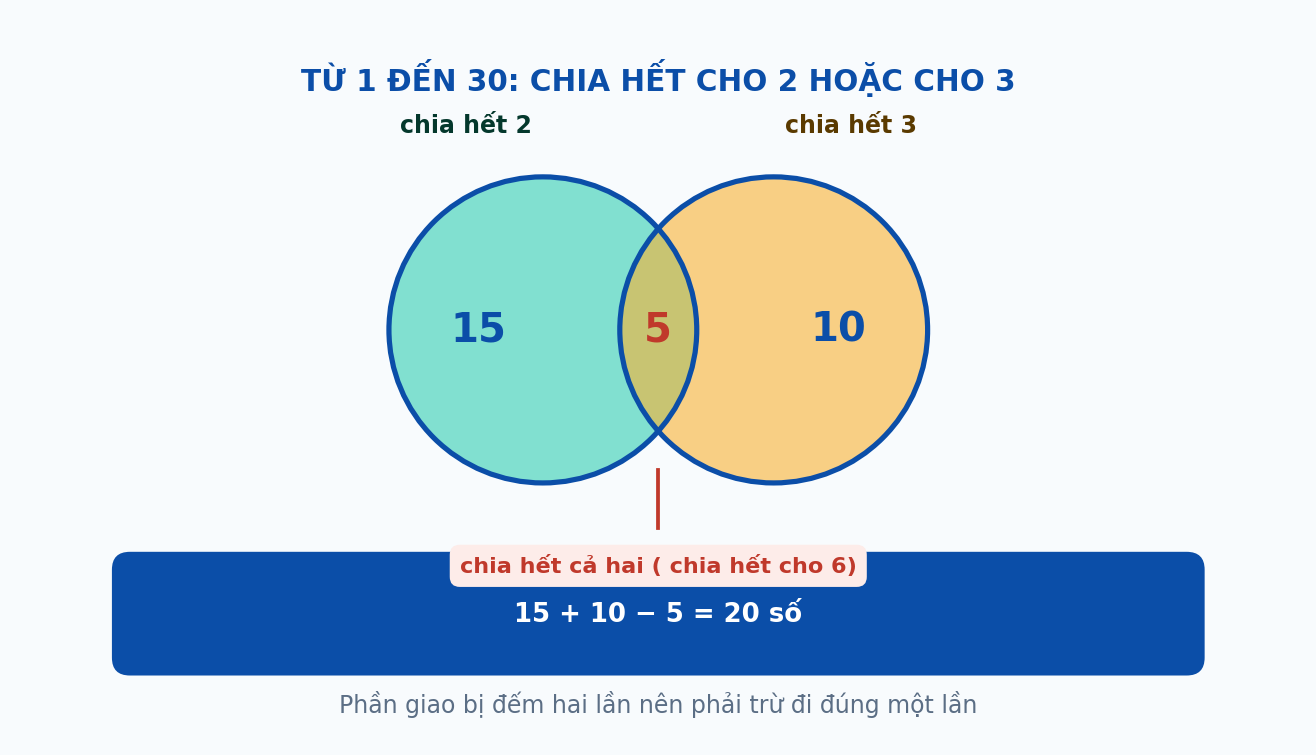 TỪ 1 ĐẾN 30: CHIA HẾT CHO 2 HOẶC CHO 3
chia hết 2
chia hết 3
15
5
10
chia hết cả hai ( chia hết cho 6)
15 + 10 − 5 = 20 số
Phần giao bị đếm hai lần nên phải trừ đi đúng một lần